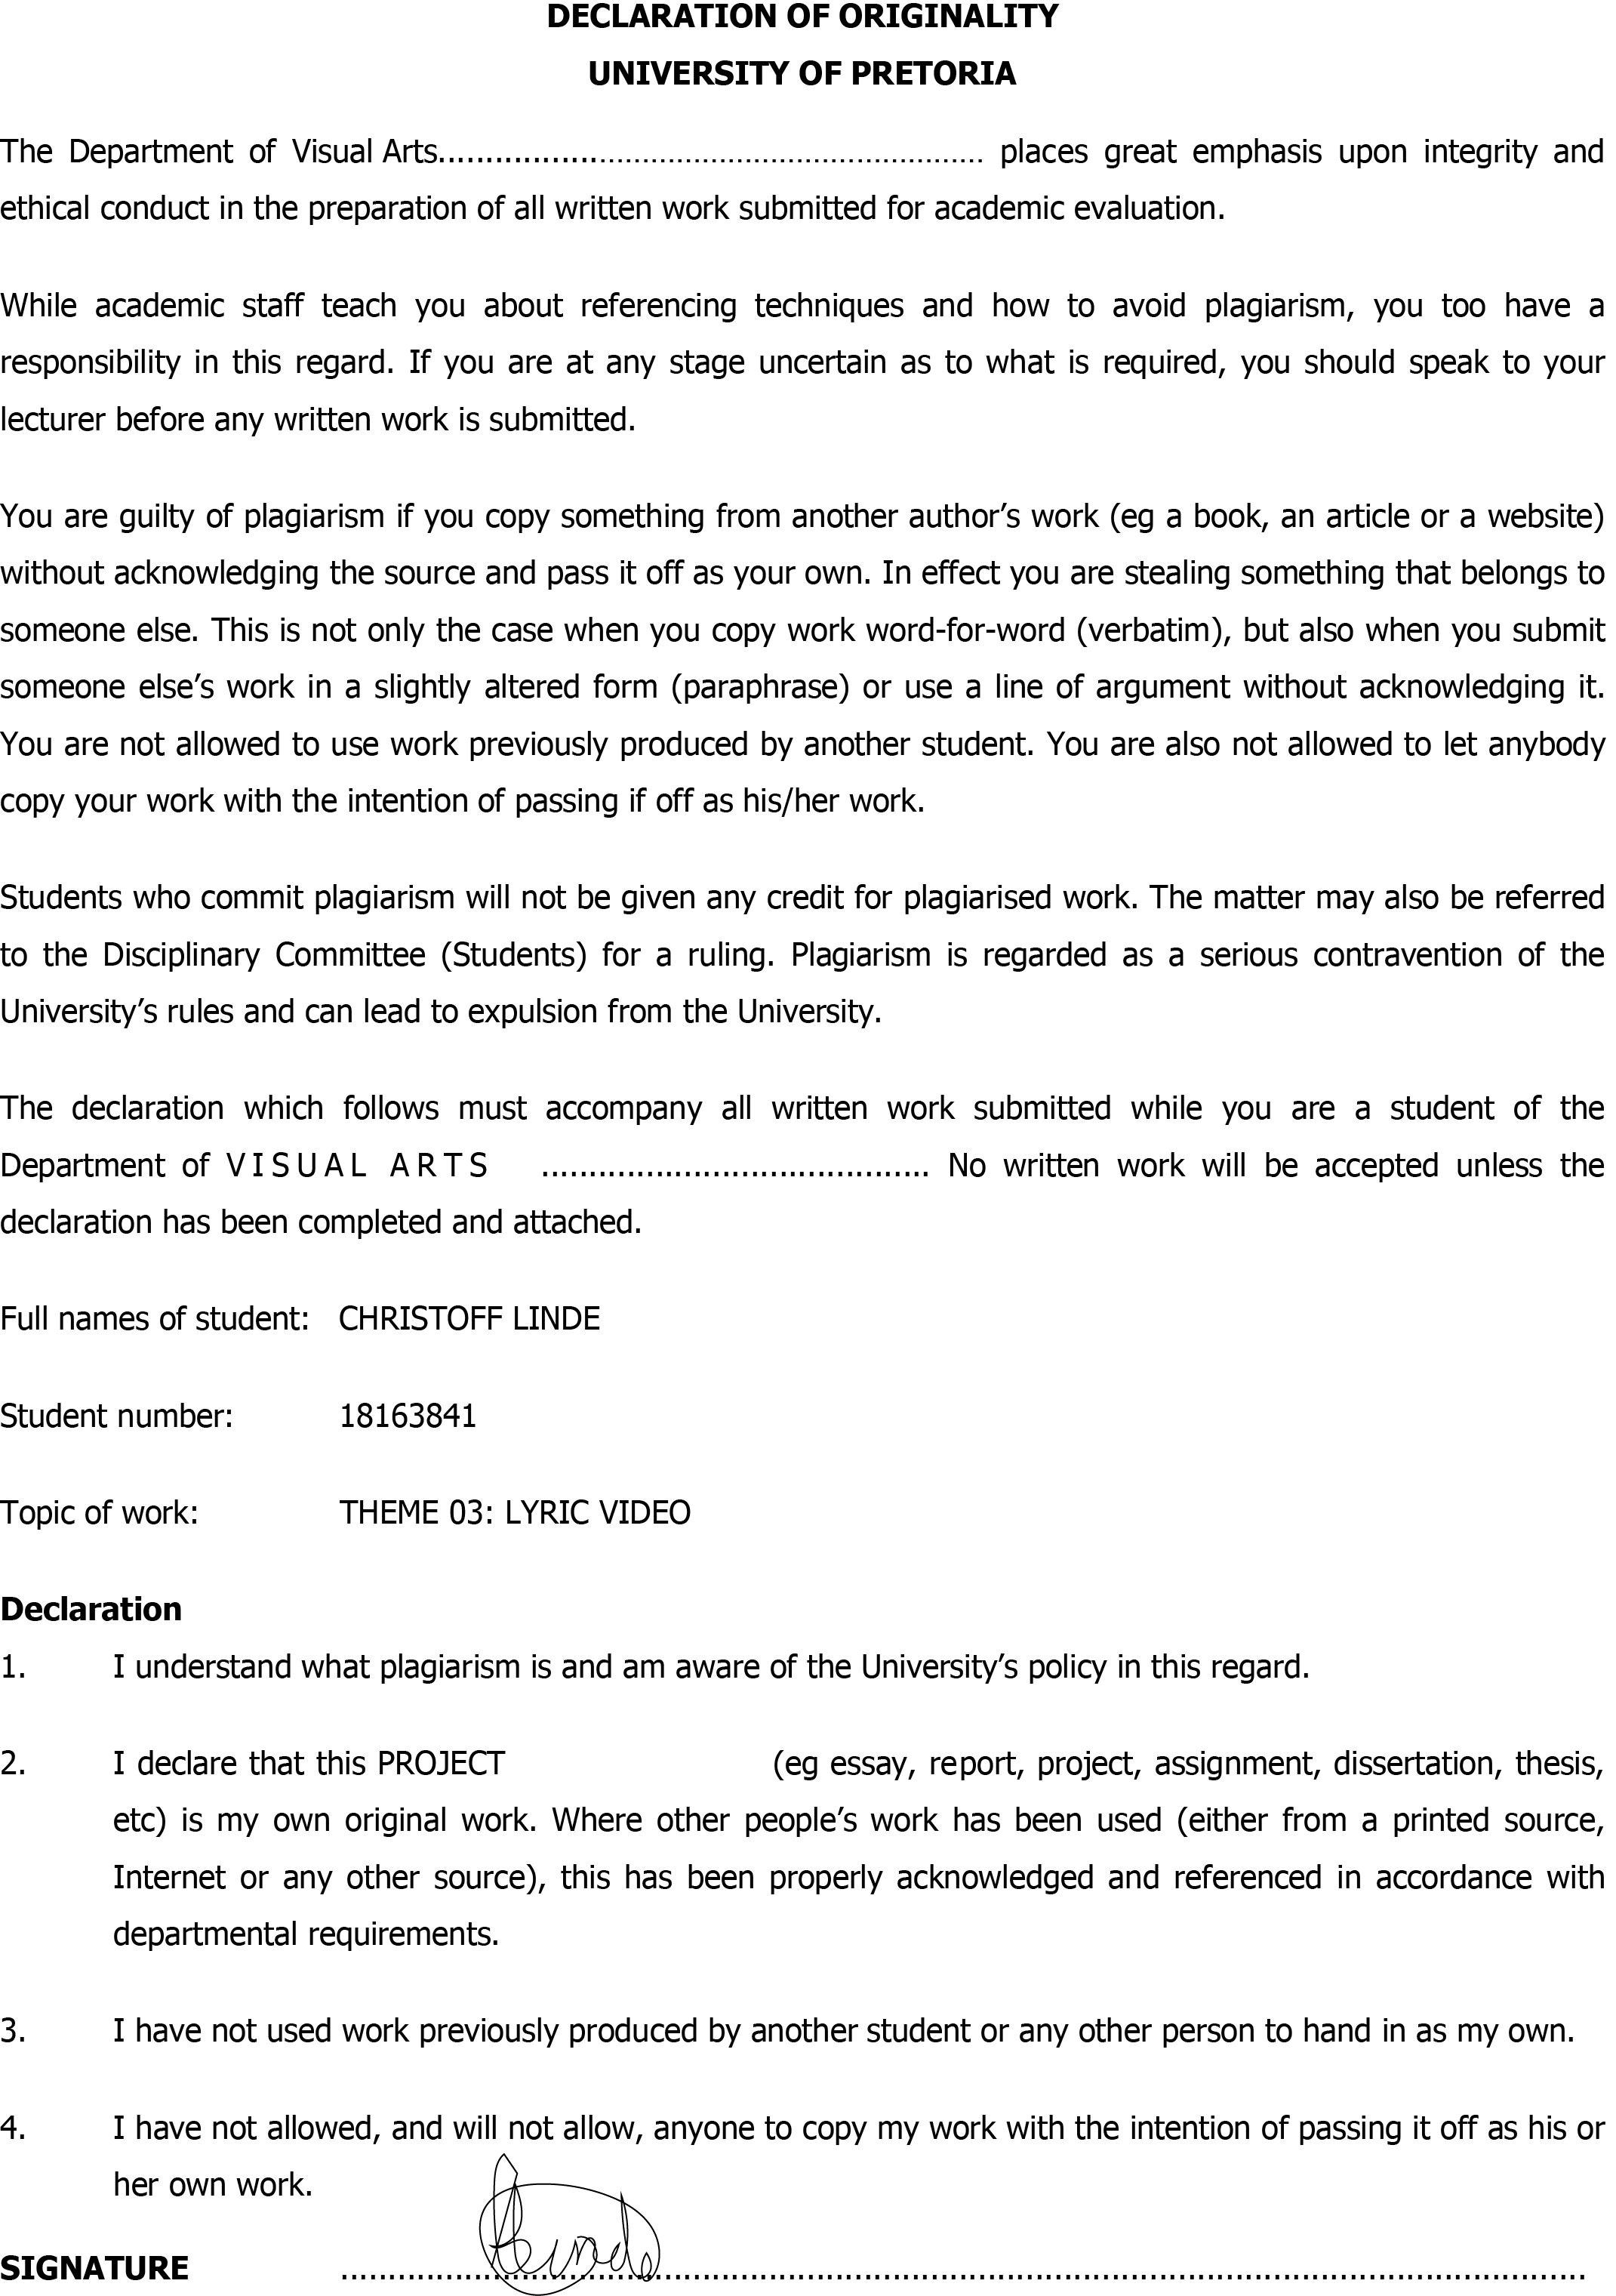 DECLARATION OF ORIGINALITY
UNIVERSITY OF PRETORIA
The Department of Visual Arts................................................................ places great emphasis upon integrity and
ethical conduct in the preparation of all written work submitted for academic evaluation.
While academic staff teach you about referencing techniques and how to avoid plagiarism, you too have a
responsibility in this regard. If you are at any stage uncertain as to what is required, you should speak to your
lecturer before any written work is submitted.
You are guilty of plagiarism if you copy something from another author’s work (eg a book, an article or a website)
without acknowledging the source and pass it off as your own. In effect you are stealing something that belongs to
someone else. This is not only the case when you copy work word-for-word (verbatim), but also when you submit
someone else’s work in a slightly altered form (paraphrase) or use a line of argument without acknowledging it.
You are not allowed to use work previously produced by another student. You are also not allowed to let anybody
copy your work with the intention of passing if off as his/her work.
Students who commit plagiarism will not be given any credit for plagiarised work. The matter may also be referred
to the Disciplinary Committee (Students) for a ruling. Plagiarism is regarded as a serious contravention of the
University’s rules and can lead to expulsion from the University.
The declaration which follows must accompany all written work submitted while you are a student of the
Department of VISUAL ARTS ......................................... No written work will be accepted unless the
declaration has been completed and attached.
Full names of student: CHRISTOFF LINDE
Student number: 18163841
Topic of work: THEME 03: LYRIC VIDEO
Declaration
1. I understand what plagiarism is and am aware of the University’s policy in this regard.
2. I declare that this PROJECT (eg essay, report, project, assignment, dissertation, thesis,
etc) is my own original work. Where other people’s work has been used (either from a printed source,
Internet or any other source), this has been properly acknowledged and referenced in accordance with
departmental requirements.
3. I have not used work previously produced by another student or any other person to hand in as my own.
4. I have not allowed, and will not allow, anyone to copy my work with the intention of passing it off as his or
her own work.
SIGNATURE ....................................................................................................................................